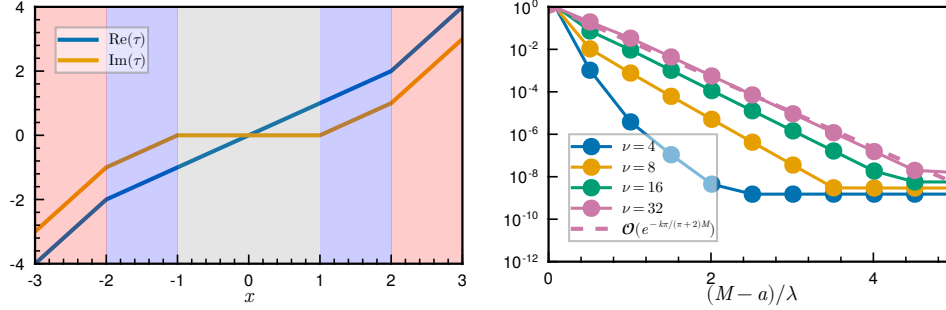 4
2
0
-2
-4
-3
-2
-1
0
1
2
3
x
Re(τ)
Im(τ)
10^0
10^-2
10^-4
10^-6
10^-8
10^-10
10^-12
0
2
4
(M − a)/λ
ν = 4
ν = 8
ν = 16
ν = 32
𝒪(e^{-kπ/(π+2)M})